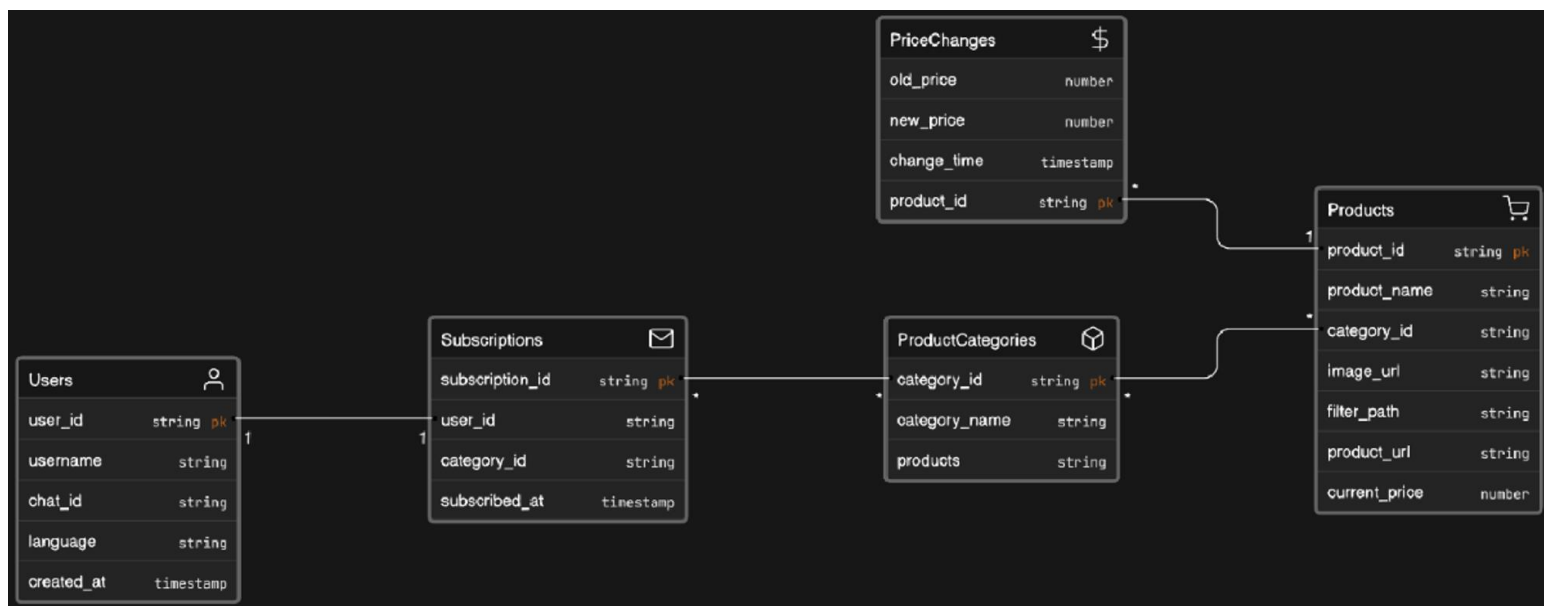 PriceChanges $
old_price number
new_price number
change_time timestamp
product_id string pk
*
Products
1
product_id string pk
product_name string
*
category_id string
image_url string
filter_path string
product_url string
current_price number
Subscriptions
subscription_id string pk
*
user_id string
1
category_id string
subscribed_at timestamp
ProductCategories
category_id string pk
* *
category_name string
products string
Users
user_id string pk
1
username string
chat_id string
language string
created_at timestamp